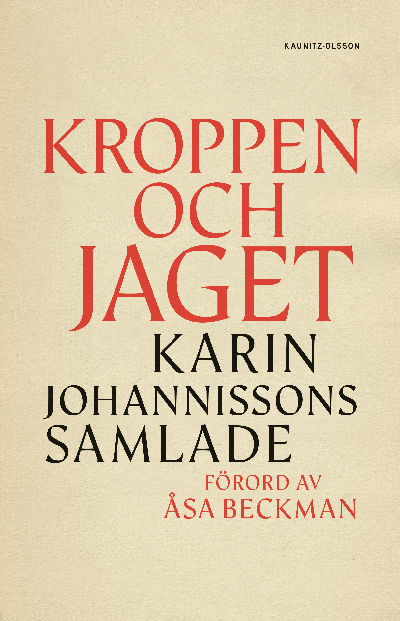 KAUNITZ-OLSSON
KROPPEN
OCH
JAGET
KARIN
JOHANNISSONS
SAMLADE
FÖRORD AV
ÅSA BECKMAN